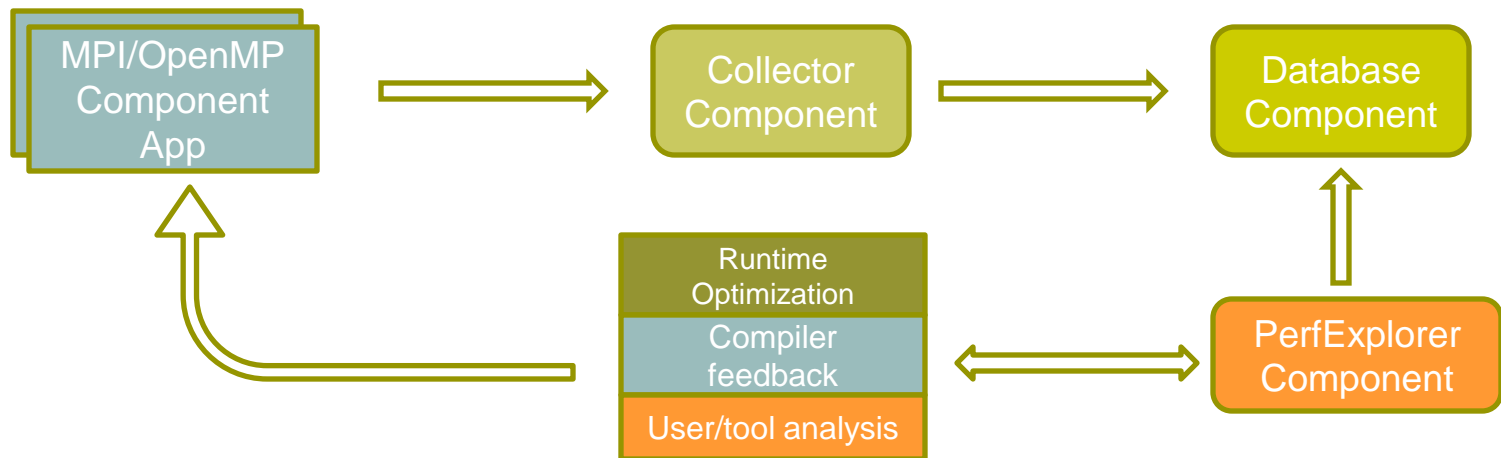 MPI/OpenMP
Component
App
Collector
Component
Database
Component
Runtime
Optimization
Compiler
feedback
User/tool analysis
PerfExplorer
Component